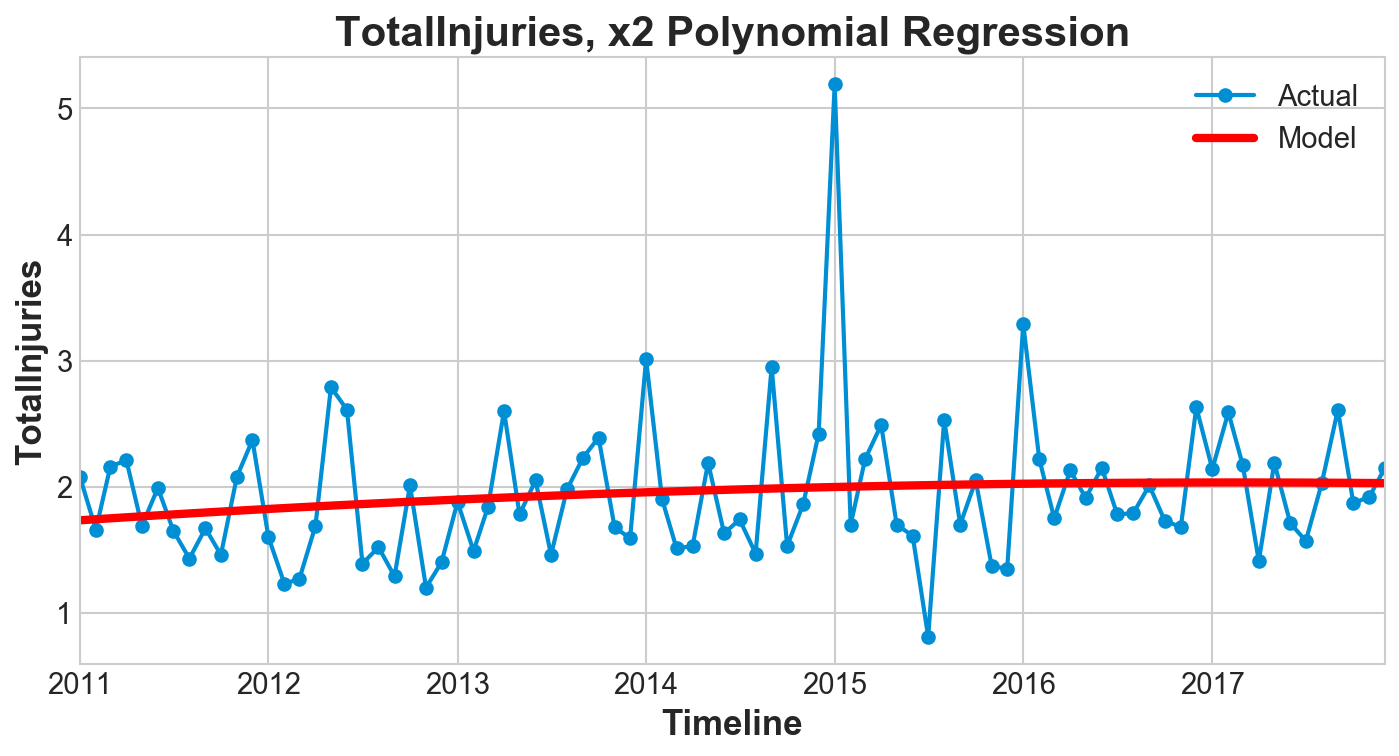 TotalInjuries, x2 Polynomial Regression
Actual
Model
5
4
3
2
1
TotalInjuries
2011 2012 2013 2014 2015 2016 2017
Timeline